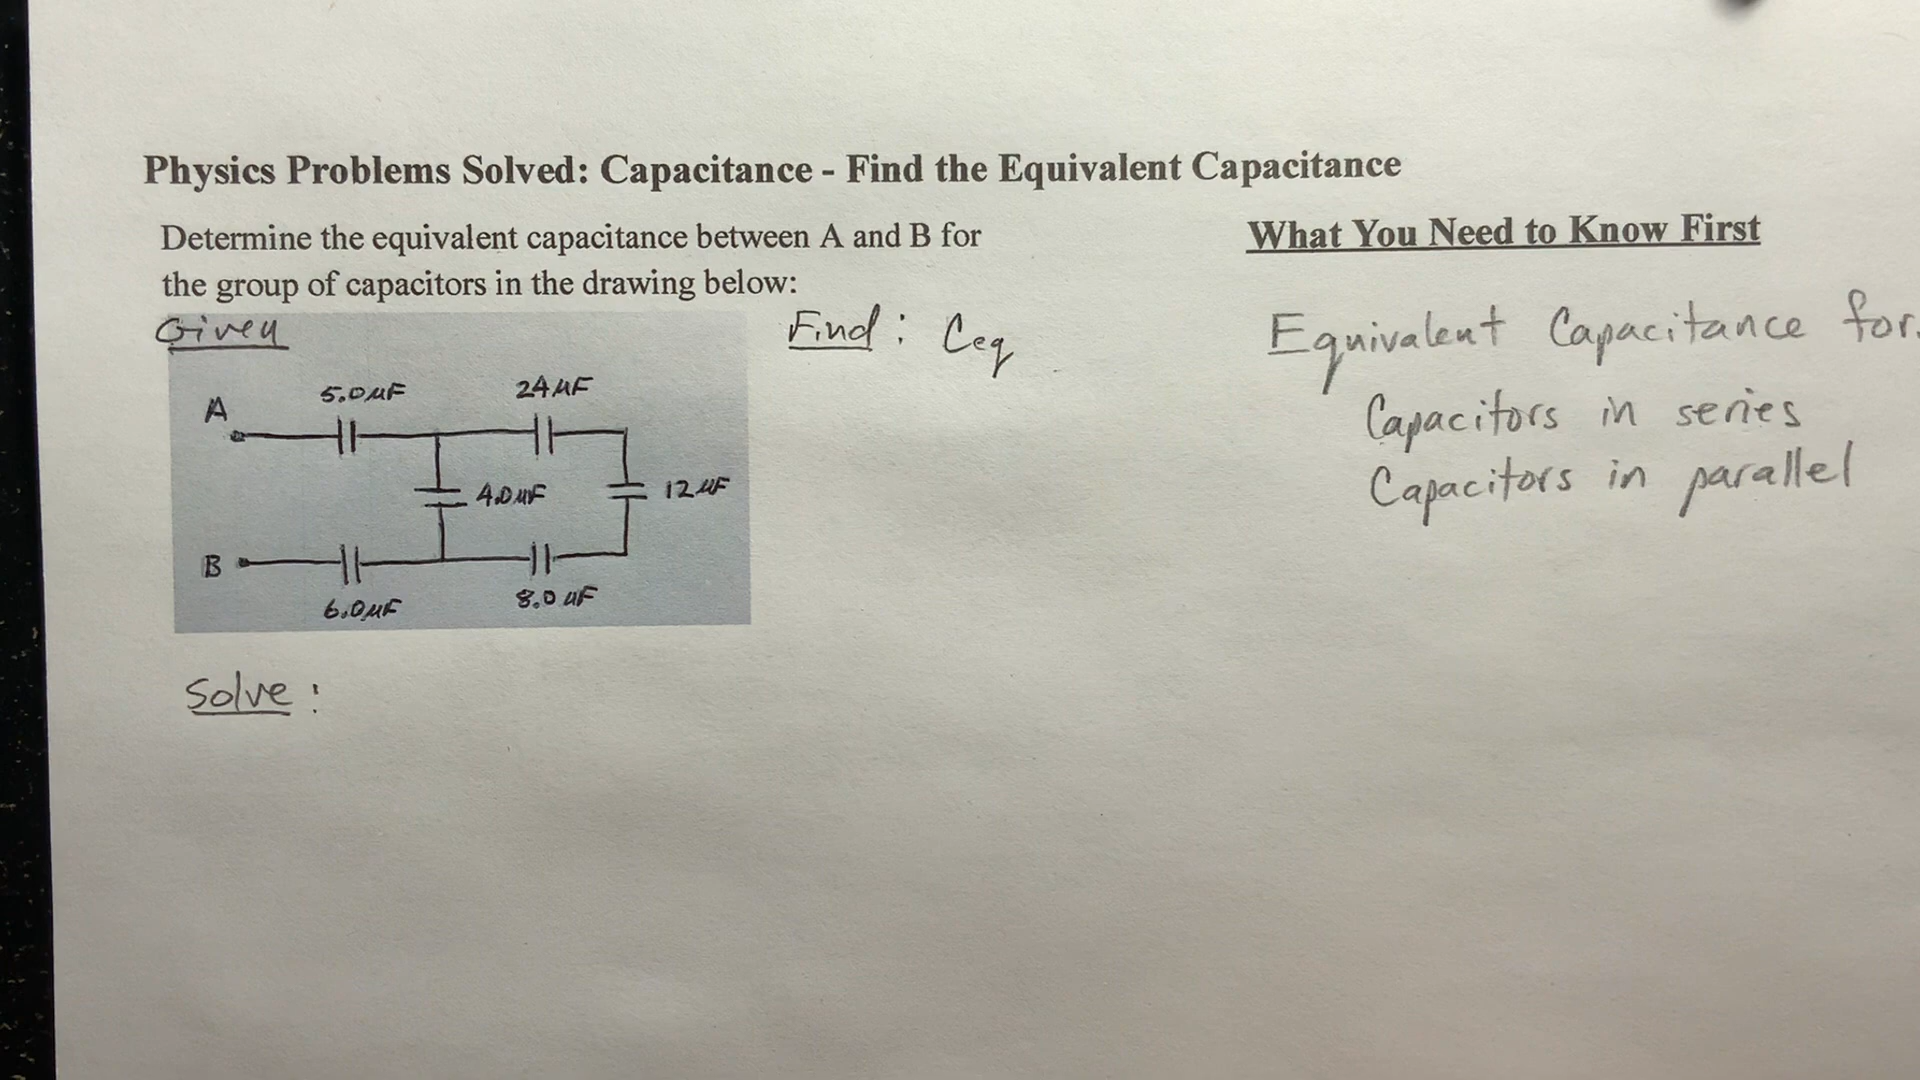 Physics Problems Solved: Capacitance - Find the Equivalent Capacitance
Determine the equivalent capacitance between A and B for
the group of capacitors in the drawing below:
Given
Find: Ceq
A
5.0μF
24μF
4.0μF
12μF
B
6.0μF
8.0μF
Solve:
What You Need to Know First
Equivalent Capacitance for
Capacitors in series
Capacitors in parallel